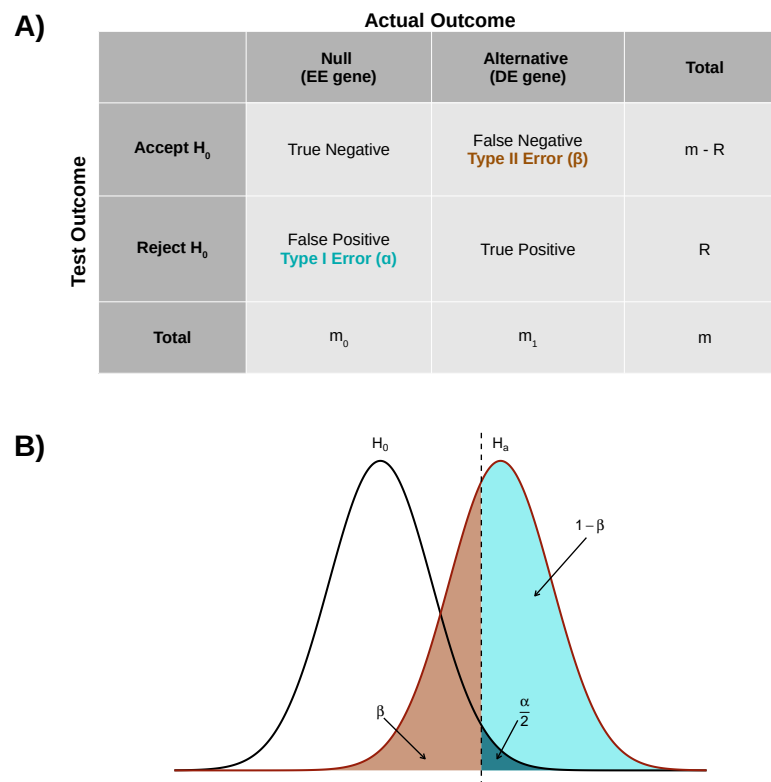 A)
Actual Outcome
Null
(EE gene)
Alternative
(DE gene)
Total
Test Outcome
Accept H₀
True Negative
False Negative
Type II Error (β)
m - R
Reject H₀
False Positive
Type I Error (α)
True Positive
R
Total
m₀
m₁
m
B)
H₀
Hₐ
1−β
β
α
2